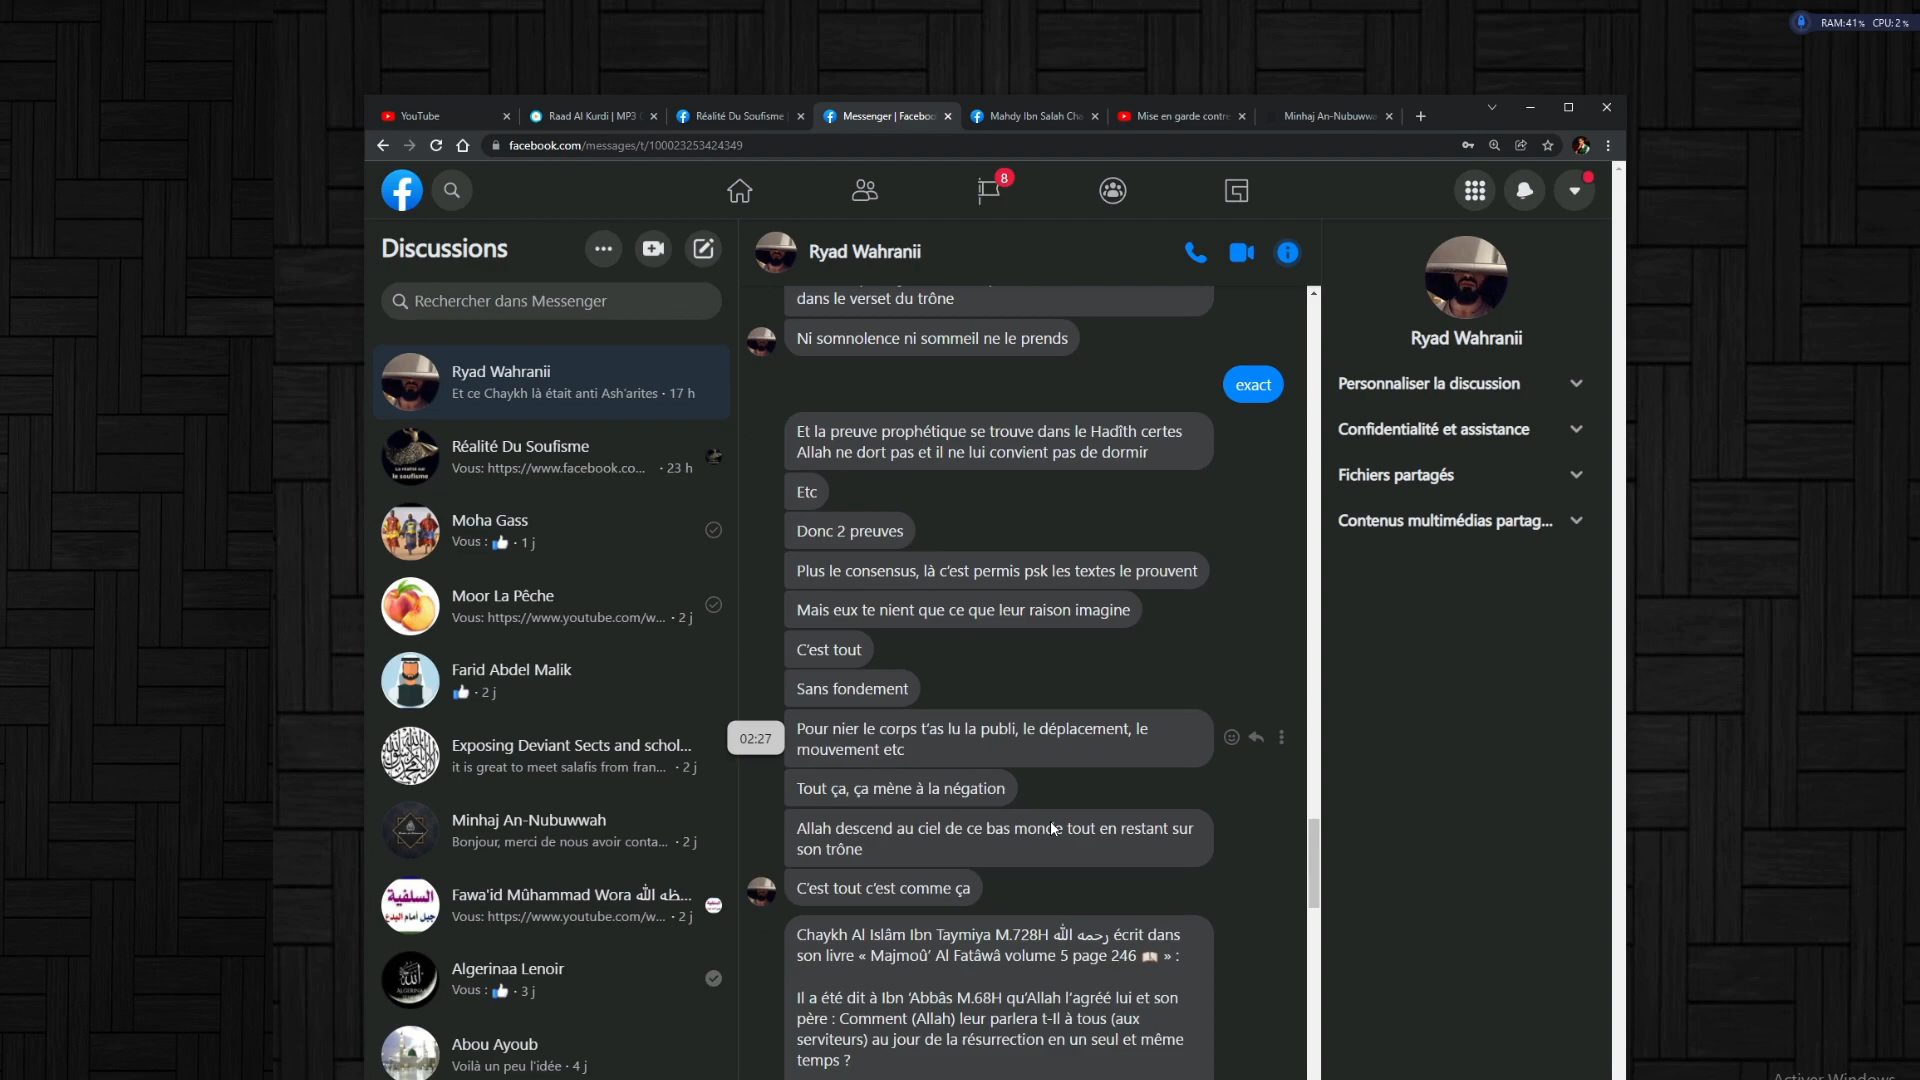 RAM:41% CPU:2%
YouTube
Raad Al Kurdi | MP3
Réalité Du Soufisme
Messenger | Faceboo
Mahdy Ibn Salah Cha
Mise en garde contre
Minhaj An-Nubuwwa
facebook.com/messages/t/100023253424349
8
Discussions
Rechercher dans Messenger
Ryad Wahranii
Et ce Chaykh là était anti Ash'arites · 17 h
Réalité Du Soufisme
Vous: https://www.facebook.co... · 23 h
Moha Gass
Vous : 👍 · 1 j
Moor La Pêche
Vous: https://www.youtube.com/w... · 2 j
Farid Abdel Malik
👍 · 2 j
Exposing Deviant Sects and schol...
it is great to meet salafis from fran... · 2 j
Minhaj An-Nubuwwah
Bonjour, merci de nous avoir conta... · 2 j
السلفية
Fawa'id Mûhammad Wora ظه الله...
Vous: https://www.youtube.com/w... · 2 j
Algerinaa Lenoir
Vous : 👍 · 3 j
Abou Ayoub
Voilà un peu l'idée · 4 j
Ryad Wahranii
dans le verset du trône
Ni somnolence ni sommeil ne le prends
exact
Et la preuve prophétique se trouve dans le Hadîth certes
Allah ne dort pas et il ne lui convient pas de dormir
Etc
Donc 2 preuves
Plus le consensus, là c'est permis psk les textes le prouvent
Mais eux te nient que ce que leur raison imagine
C'est tout
Sans fondement
02:27
Pour nier le corps t'as lu la publi, le déplacement, le
mouvement etc
Tout ça, ça mène à la négation
Allah descend au ciel de ce bas monde tout en restant sur
son trône
C'est tout c'est comme ça
Chaykh Al Islâm Ibn Taymiya M.728H رحمه الله écrit dans
son livre « Majmoû' Al Fatâwâ volume 5 page 246 📖 » :
Il a été dit à Ibn 'Abbâs M.68H qu'Allah l'agréé lui et son
père : Comment (Allah) leur parlera t-Il à tous (aux
serviteurs) au jour de la résurrection en un seul et même
temps ?
Ryad Wahranii
Personnaliser la discussion
Confidentialité et assistance
Fichiers partagés
Contenus multimédias partag...
Activer Windows